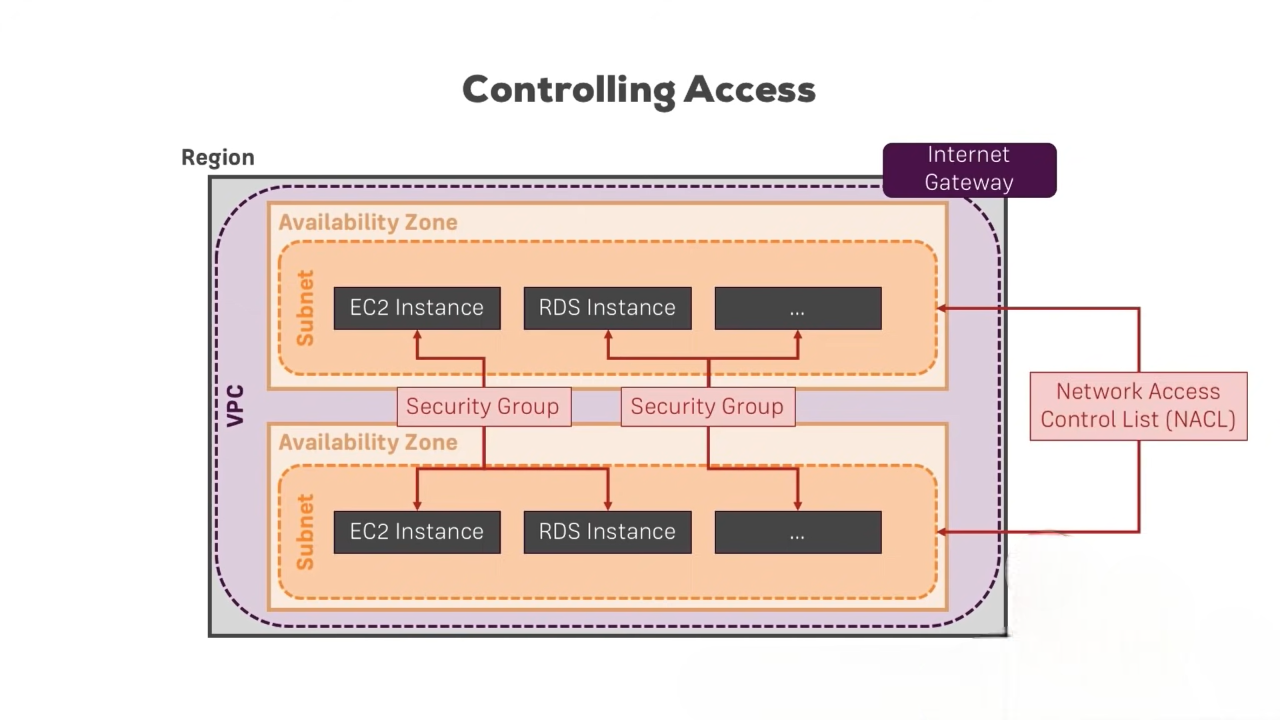 Controlling Access
Region
Internet
Gateway
Availability Zone
Subnet
EC2 Instance
RDS Instance
...
VPC
Security Group
Security Group
Network Access
Control List (NACL)
Availability Zone
Subnet
EC2 Instance
RDS Instance
...